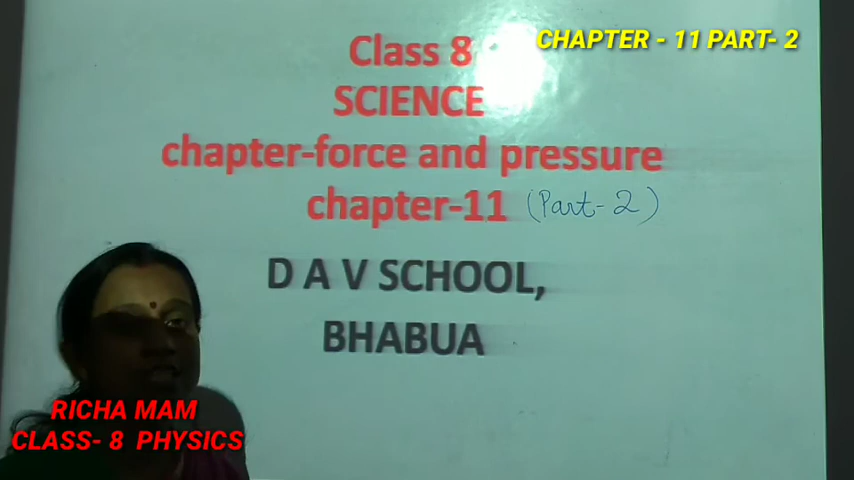 CHAPTER - 11 PART- 2
Class 8
SCIENCE
chapter-force and pressure
chapter-11 (Part-2)
D A V SCHOOL,
BHABUA
RICHA MAM
CLASS- 8 PHYSICS